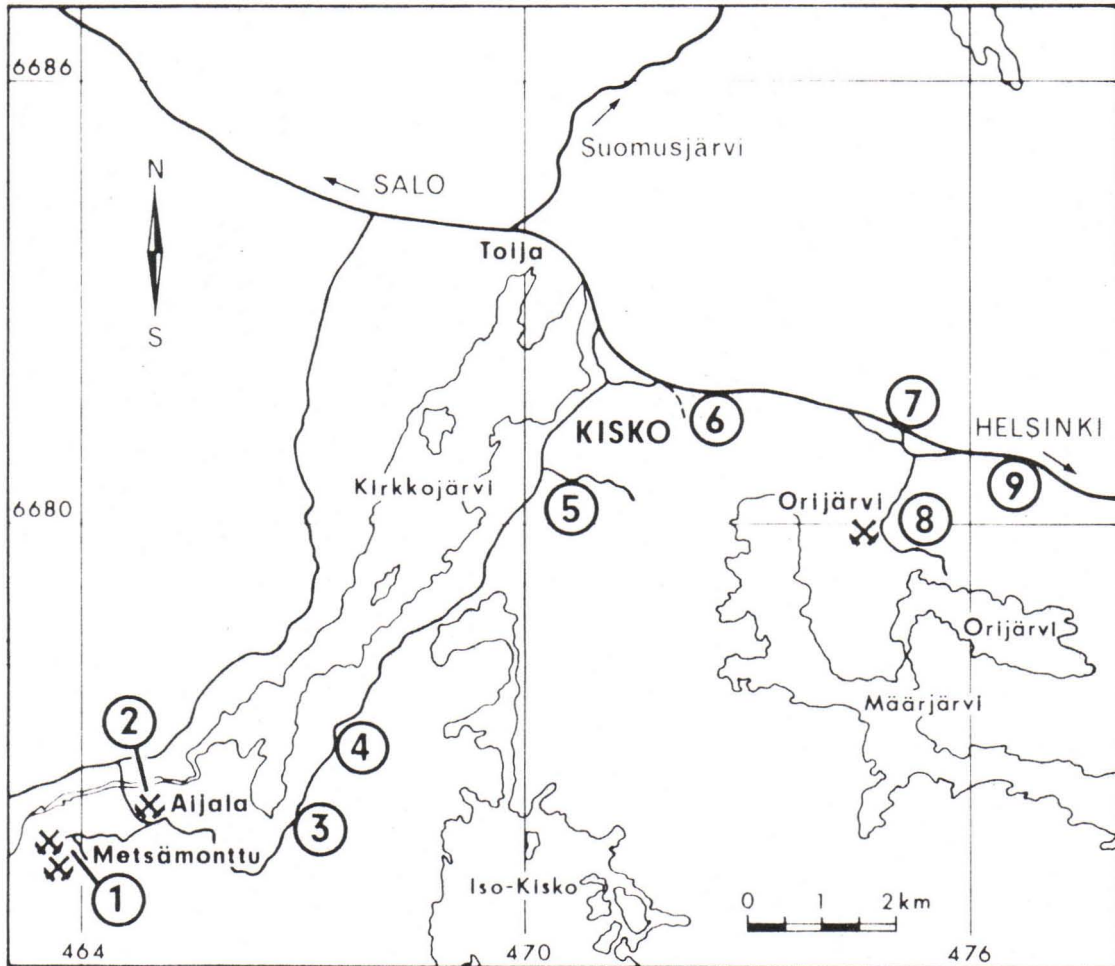 6686
Suomusjärvi
N
SALO
Toija
S
7
6
HELSINKI
KISKO
9
Kirkkojärvi
5
Orijärvi
6680
8
Orijärvi
Määrjärvi
2
4
Aijala
3
Metsämonttu
Iso-Kisko
1
0 1 2 km
464
470
476